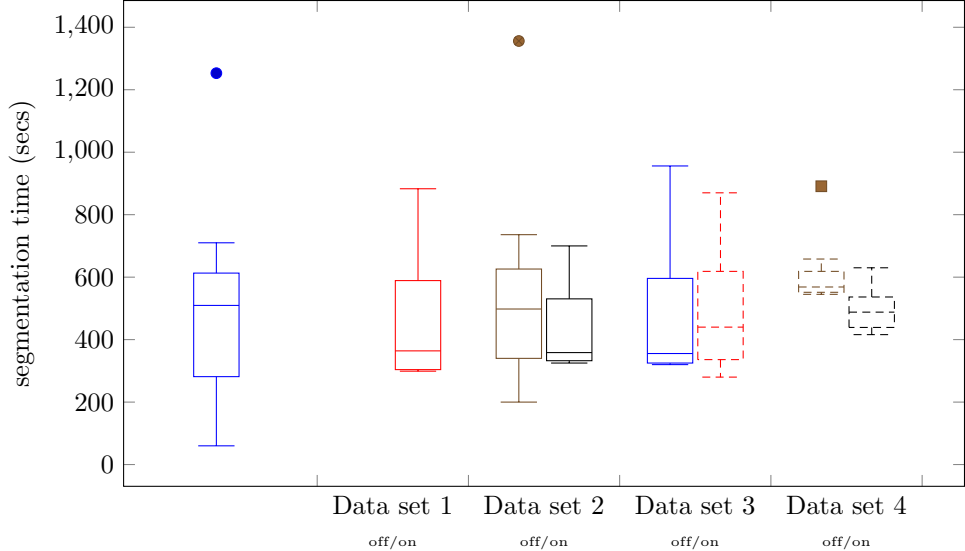 1,400
1,200
1,000
800
600
400
200
0
segmentation time (secs)
Data set 1 Data set 2 Data set 3 Data set 4
off/on off/on off/on off/on